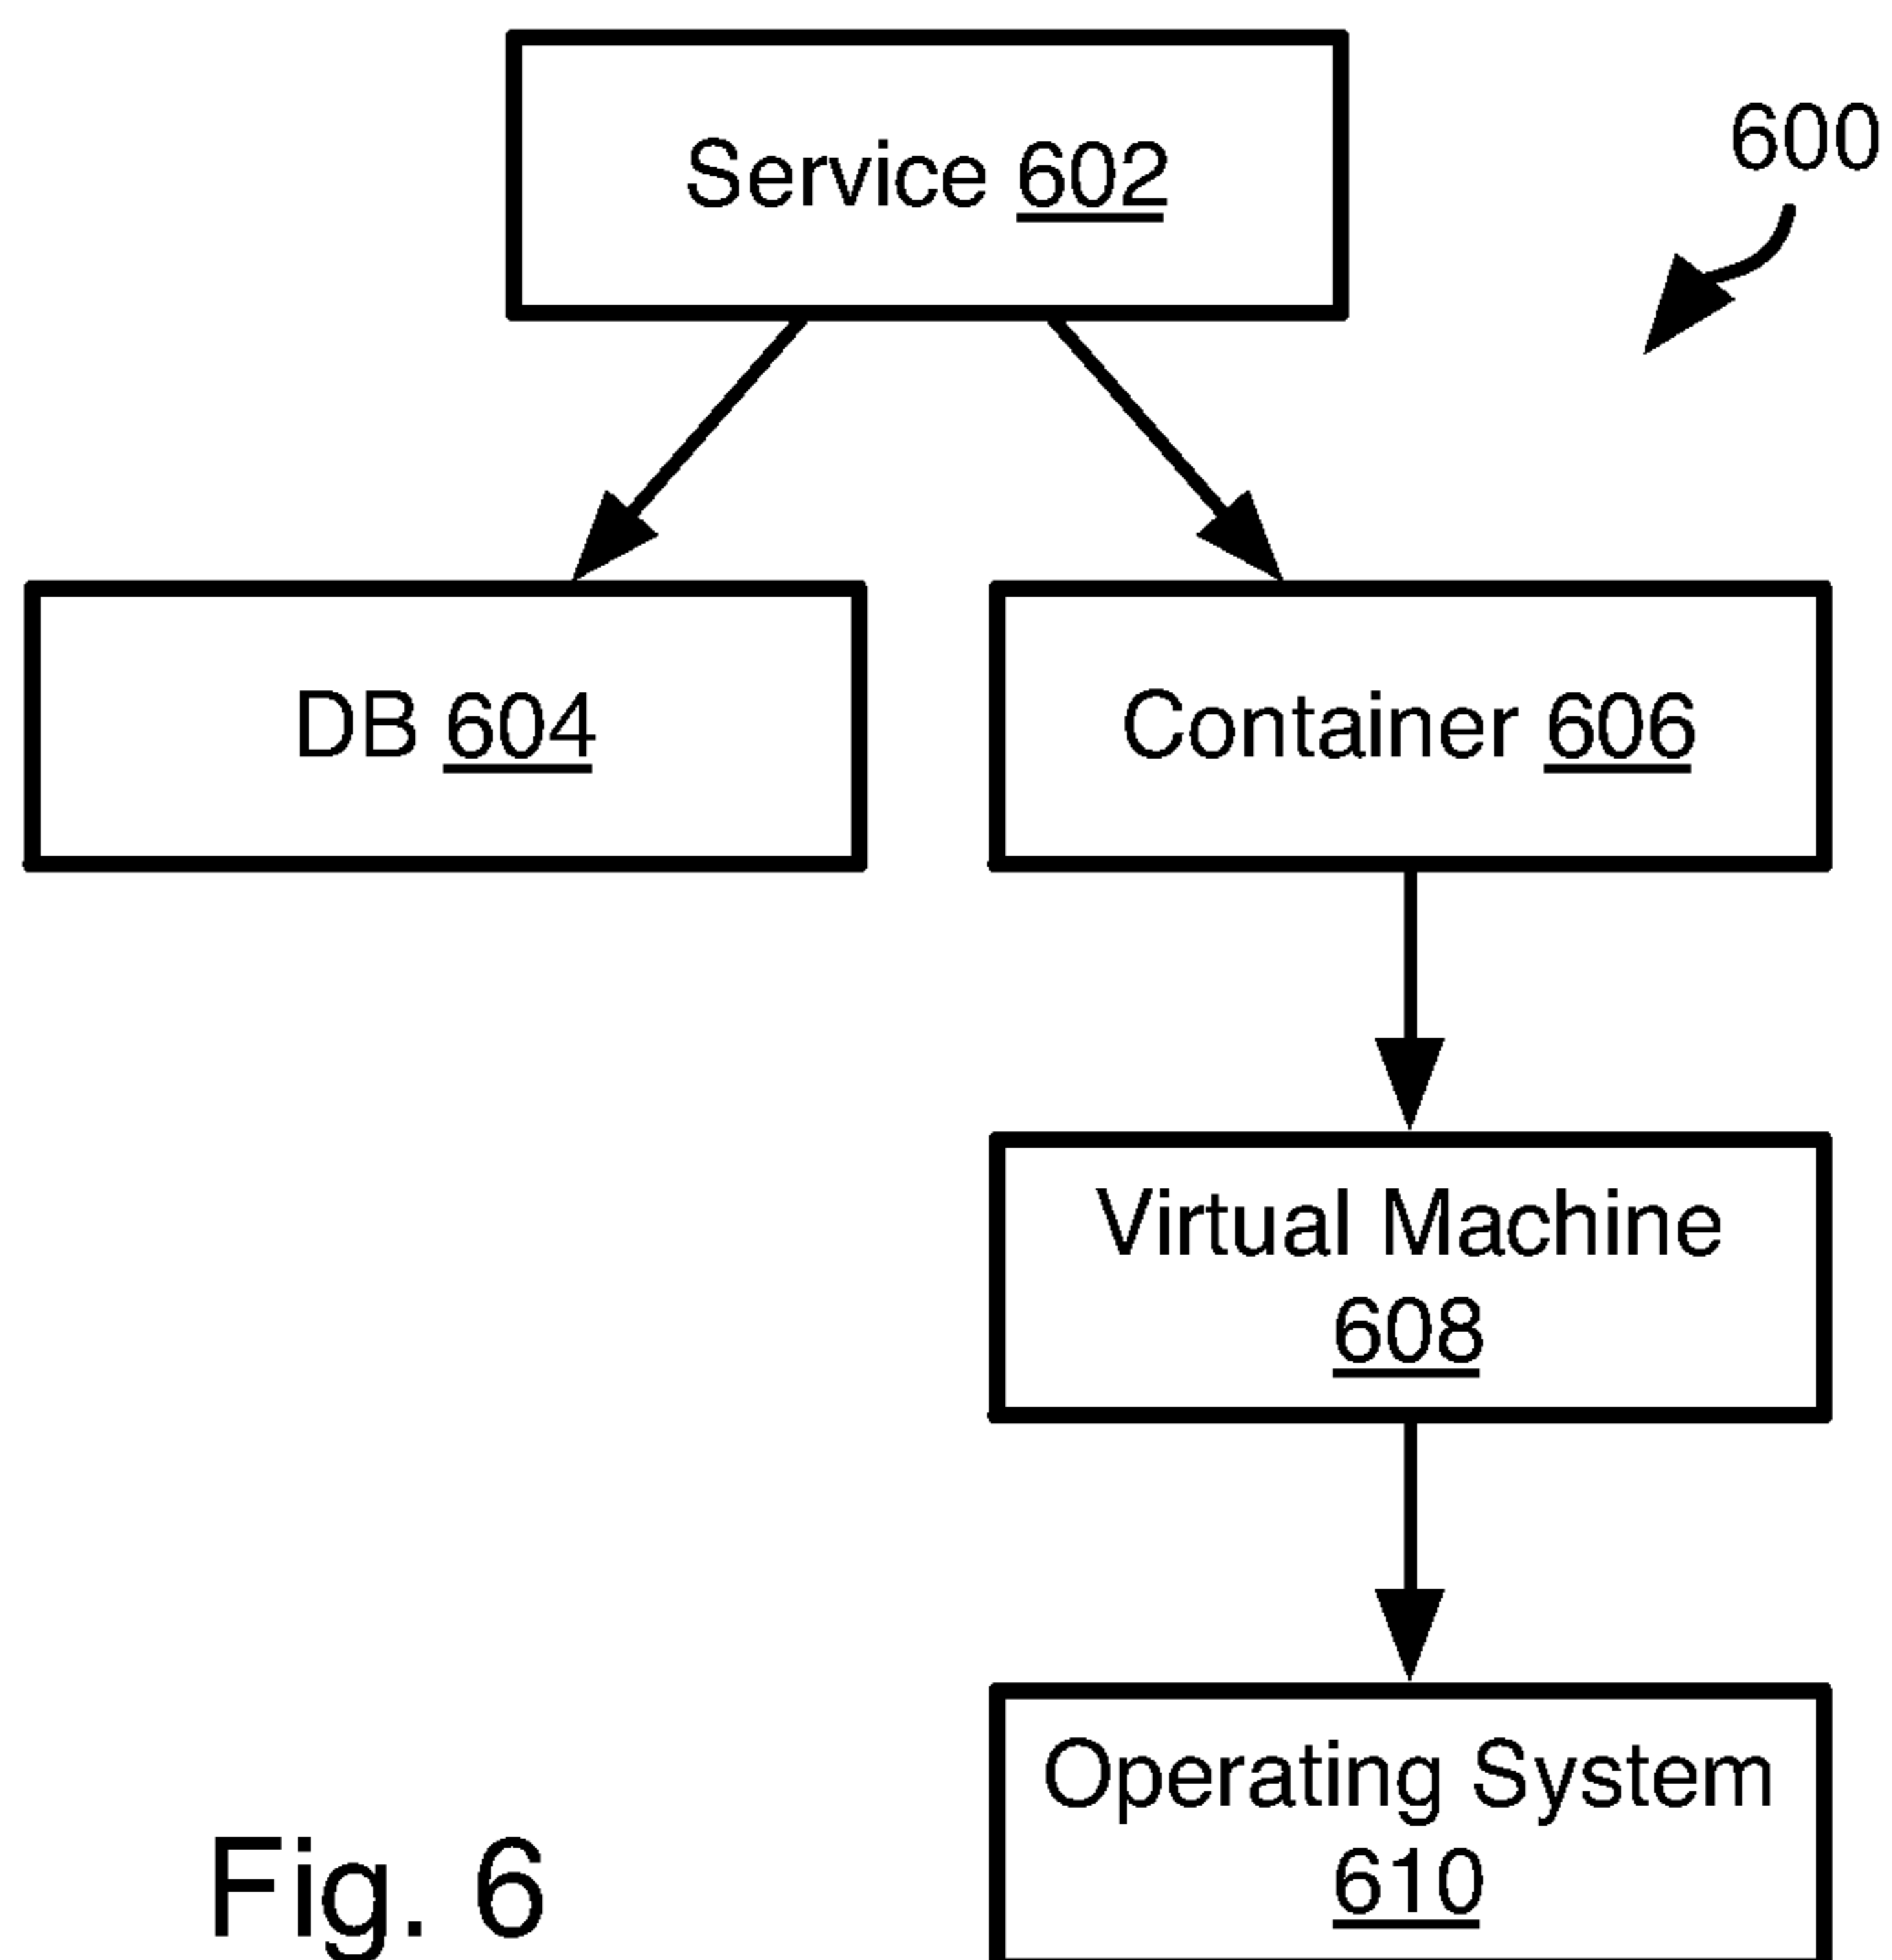 Service 602
600
DB 604
Container 606
Virtual Machine
608
Operating System
610
Fig. 6